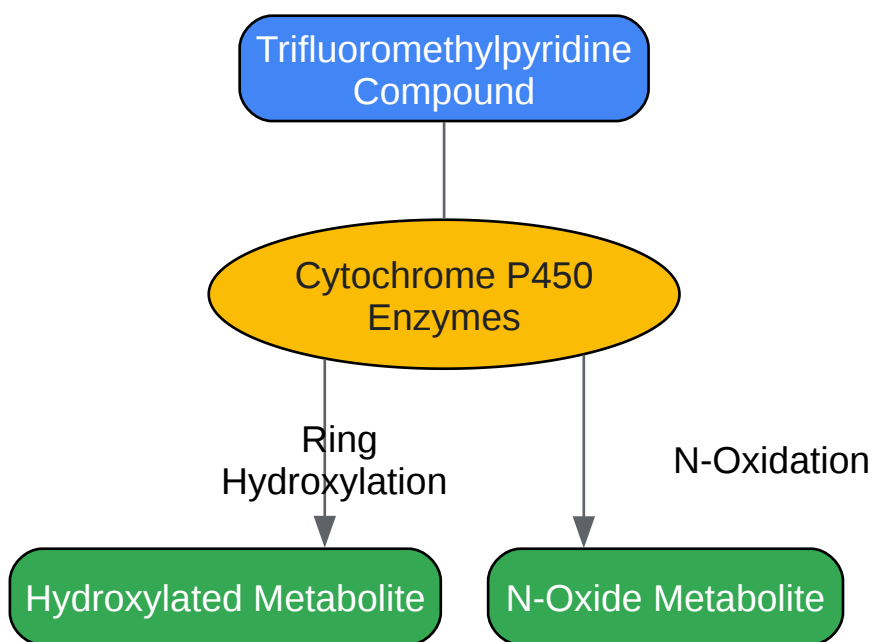 Trifluoromethylpyridine
Compound
Cytochrome P450
Enzymes
Ring
Hydroxylation
N-Oxidation
Hydroxylated Metabolite
N-Oxide Metabolite